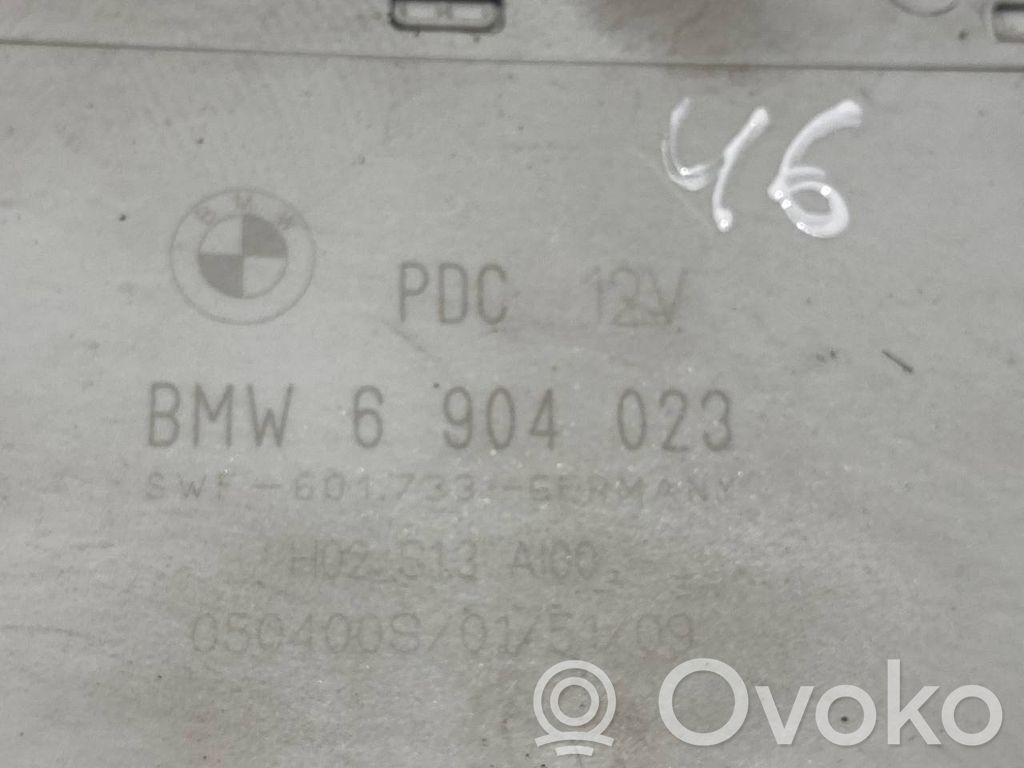 46
BMW
PDC 12V
BMW 6 904 023
SWF-601.733-GERMANY
H02 S13 AI00
050400S/01/51/09
Ovoko